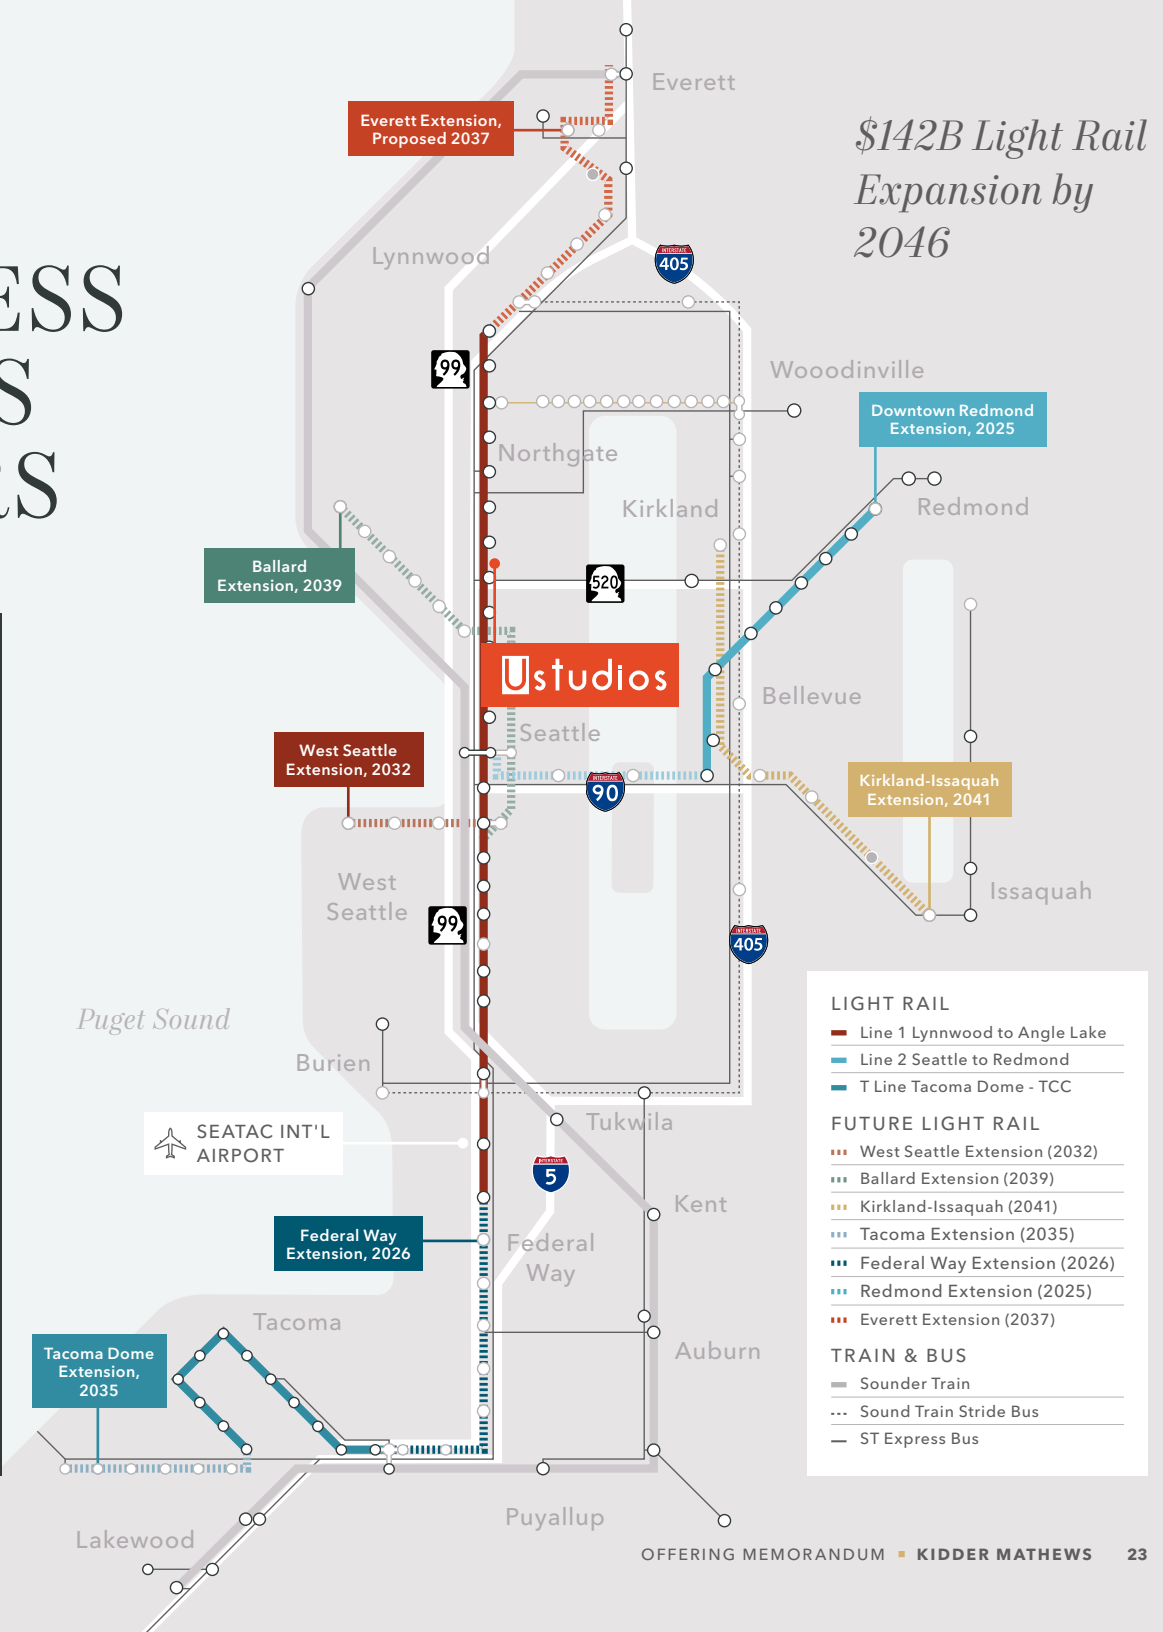 Everett
Everett Extension,
Proposed 2037
$142B Light Rail
Expansion by
2046
ESS
S
RS
Lynnwood
INTERSTATE
405
99
Wooodinville
Downtown Redmond
Extension, 2025
Northgate
Kirkland
Redmond
Ballard
Extension, 2039
520
Ustudios
Bellevue
Seattle
West Seattle
Extension, 2032
INTERSTATE
90
Kirkland-Issaquah
Extension, 2041
West
Seattle
99
Issaquah
INTERSTATE
405
Puget Sound
Burien
Tukwila
SEATAC INT'L
AIRPORT
INTERSTATE
5
Kent
Federal Way
Extension, 2026
Federal
Way
Tacoma
Tacoma Dome
Extension,
2035
Auburn
Puyallup
Lakewood
LIGHT RAIL
Line 1 Lynnwood to Angle Lake
Line 2 Seattle to Redmond
T Line Tacoma Dome - TCC
FUTURE LIGHT RAIL
West Seattle Extension (2032)
Ballard Extension (2039)
Kirkland-Issaquah (2041)
Tacoma Extension (2035)
Federal Way Extension (2026)
Redmond Extension (2025)
Everett Extension (2037)
TRAIN & BUS
Sounder Train
Sound Train Stride Bus
ST Express Bus
OFFERING MEMORANDUM ▪ KIDDER MATHEWS 23